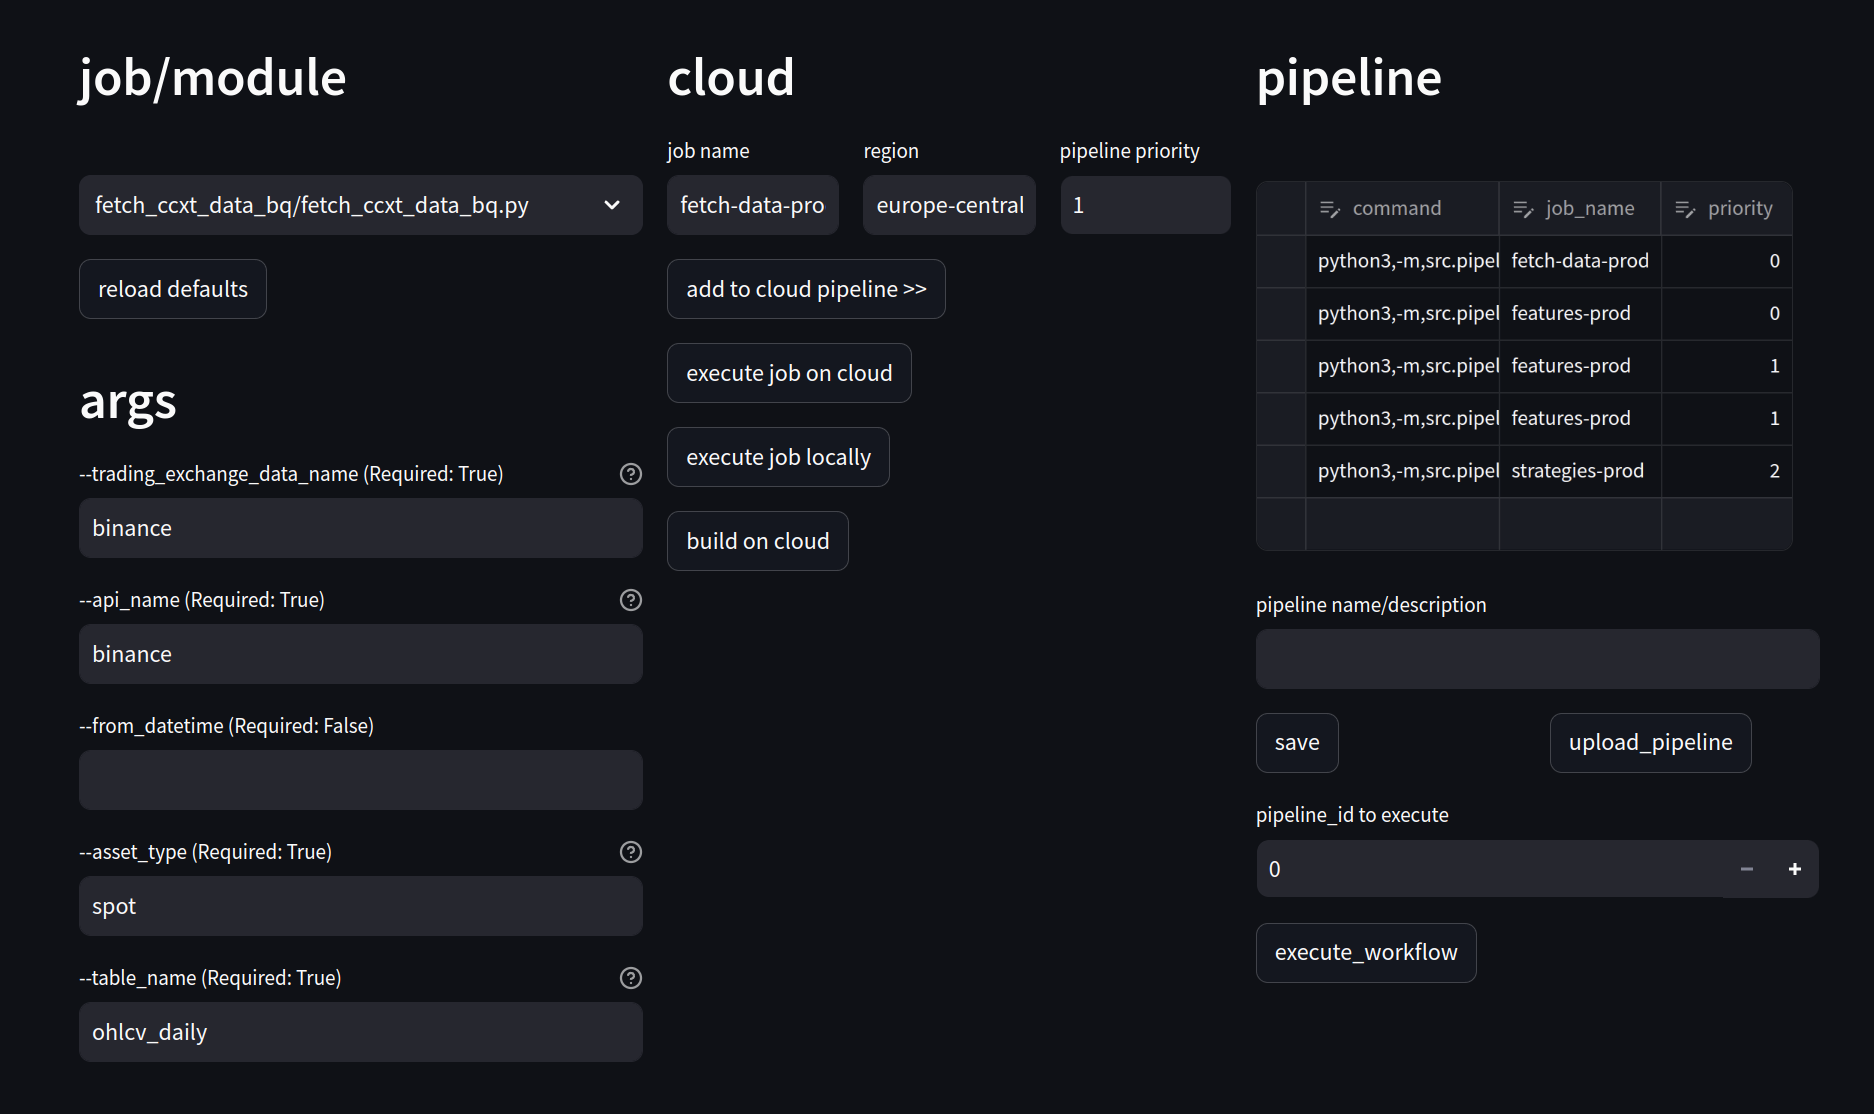 job/module
fetch_ccxt_data_bq/fetch_ccxt_data_bq.py
reload defaults
args
--trading_exchange_data_name (Required: True)
binance
--api_name (Required: True)
binance
--from_datetime (Required: False)
--asset_type (Required: True)
spot
--table_name (Required: True)
ohlcv_daily
cloud
job name region pipeline priority
fetch-data-pro europe-central 1
add to cloud pipeline >>
execute job on cloud
execute job locally
build on cloud
pipeline
command job_name priority
python3,-m,src.pipel fetch-data-prod 0
python3,-m,src.pipel features-prod 0
python3,-m,src.pipel features-prod 1
python3,-m,src.pipel features-prod 1
python3,-m,src.pipel strategies-prod 2
pipeline name/description
save upload_pipeline
pipeline_id to execute
0 − +
execute_workflow